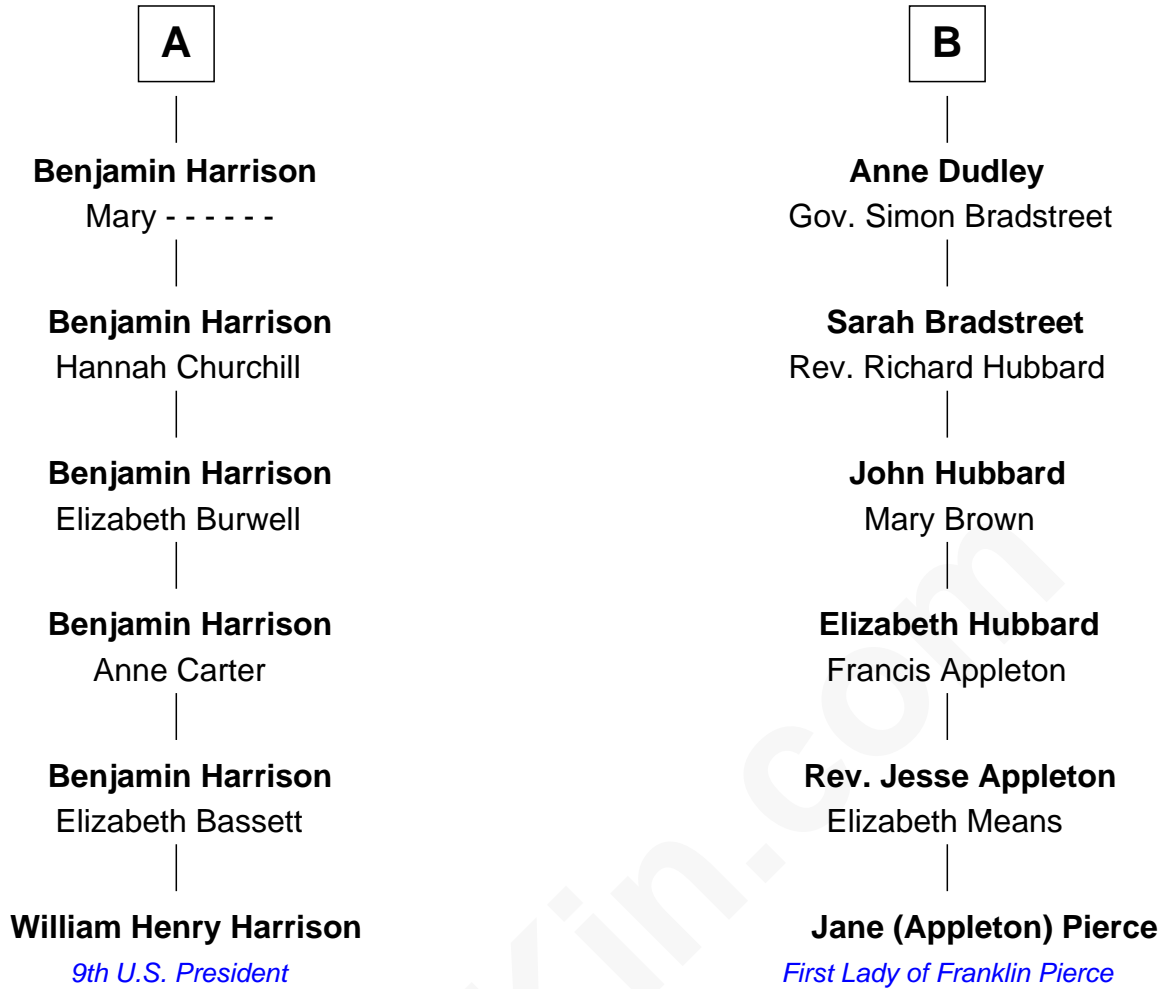 A
Benjamin Harrison
Mary - - - - - -
Benjamin Harrison
Hannah Churchill
Benjamin Harrison
Elizabeth Burwell
Benjamin Harrison
Anne Carter
Benjamin Harrison
Elizabeth Bassett
William Henry Harrison
9th U.S. President
B
Anne Dudley
Gov. Simon Bradstreet
Sarah Bradstreet
Rev. Richard Hubbard
John Hubbard
Mary Brown
Elizabeth Hubbard
Francis Appleton
Rev. Jesse Appleton
Elizabeth Means
Jane (Appleton) Pierce
First Lady of Franklin Pierce
Kin.com